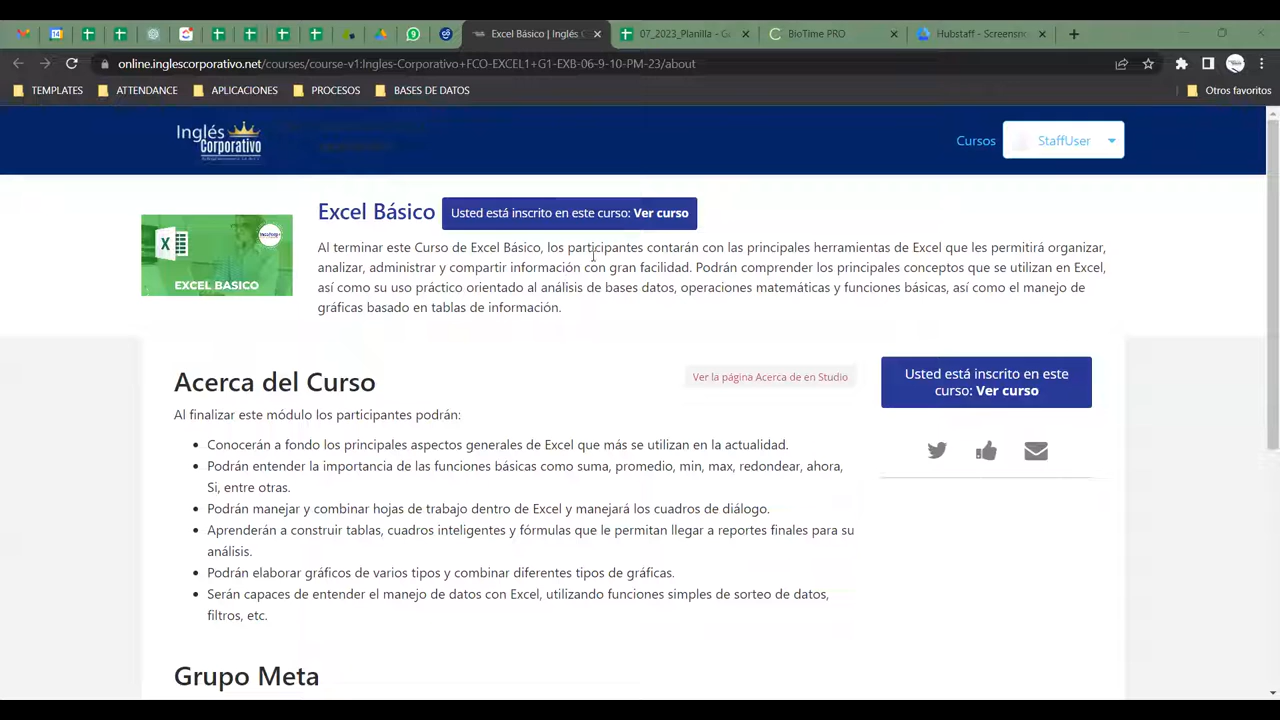 Excel Básico | Inglés C
07_2023_Planilla - G
BioTime PRO
Hubstaff - Screensh
online.inglescorporativo.net/courses/course-v1:Ingles-Corporativo+FCO-EXCEL1+G1-EXB-06-9-10-PM-23/about
TEMPLATES
ATTENDANCE
APLICACIONES
PROCESOS
BASES DE DATOS
Otros favoritos
Inglés
Corporativo
Cursos
StaffUser
Excel Básico
Usted está inscrito en este curso: Ver curso
Al terminar este Curso de Excel Básico, los participantes contarán con las principales herramientas de Excel que les permitirá organizar,
analizar, administrar y compartir información con gran facilidad. Podrán comprender los principales conceptos que se utilizan en Excel,
así como su uso práctico orientado al análisis de bases datos, operaciones matemáticas y funciones básicas, así como el manejo de
gráficas basado en tablas de información.
EXCEL BASICO
Acerca del Curso
Ver la página Acerca de en Studio
Usted está inscrito en este
curso: Ver curso
Al finalizar este módulo los participantes podrán:
Conocerán a fondo los principales aspectos generales de Excel que más se utilizan en la actualidad.
Podrán entender la importancia de las funciones básicas como suma, promedio, min, max, redondear, ahora,
Si, entre otras.
Podrán manejar y combinar hojas de trabajo dentro de Excel y manejará los cuadros de diálogo.
Aprenderán a construir tablas, cuadros inteligentes y fórmulas que le permitan llegar a reportes finales para su
análisis.
Podrán elaborar gráficos de varios tipos y combinar diferentes tipos de gráficas.
Serán capaces de entender el manejo de datos con Excel, utilizando funciones simples de sorteo de datos,
filtros, etc.
Grupo Meta